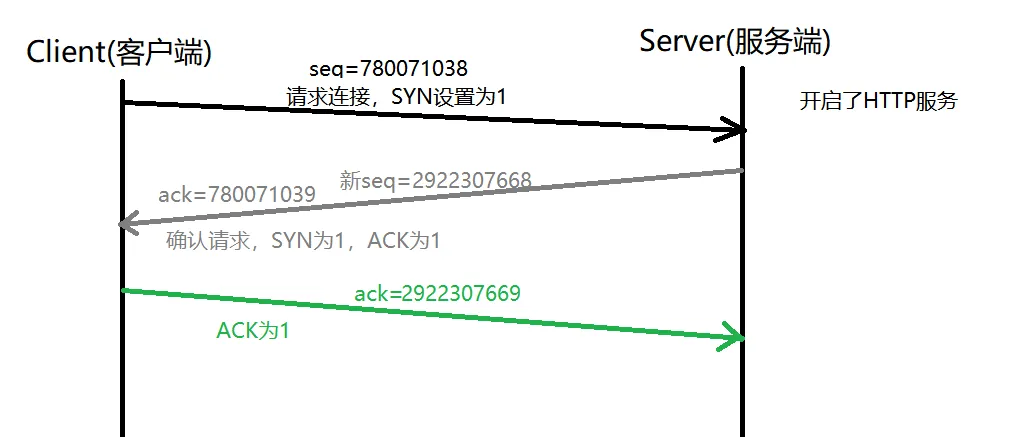 Client(客户端)
Server(服务端)
seq=780071038
请求连接，SYN设置为1
开启了HTTP服务
新seq=2922307668
ack=780071039
确认请求，SYN为1，ACK为1
ack=2922307669
ACK为1